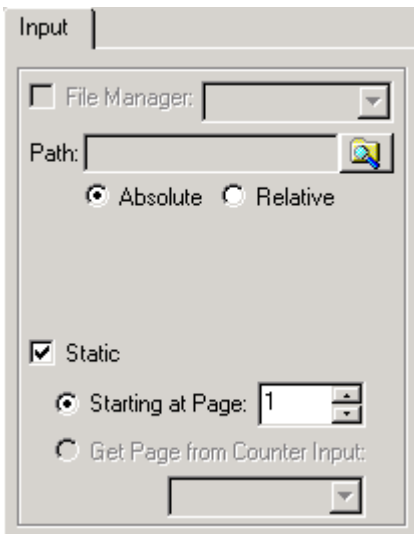 Input
File Manager:
Path:
Absolute Relative
Static
Starting at Page: 1
Get Page from Counter Input: